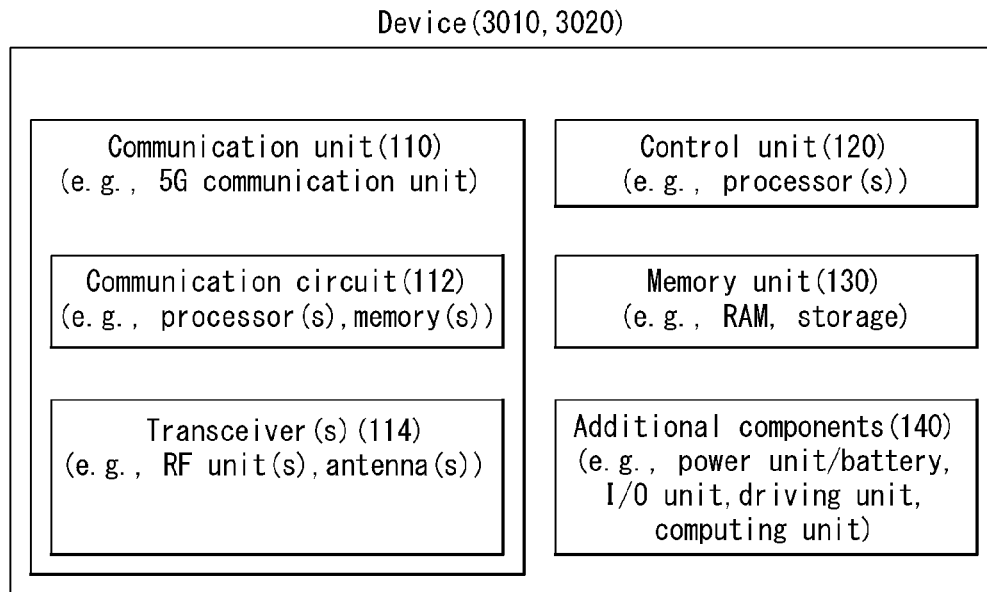 Device(3010,3020)
Communication unit(110)
(e.g., 5G communication unit)
Communication circuit(112)
(e.g., processor(s),memory(s))
Transceiver(s)(114)
(e.g., RF unit(s),antenna(s))
Control unit(120)
(e.g., processor(s))
Memory unit(130)
(e.g., RAM, storage)
Additional components(140)
(e.g., power unit/battery,
I/O unit,driving unit,
computing unit)